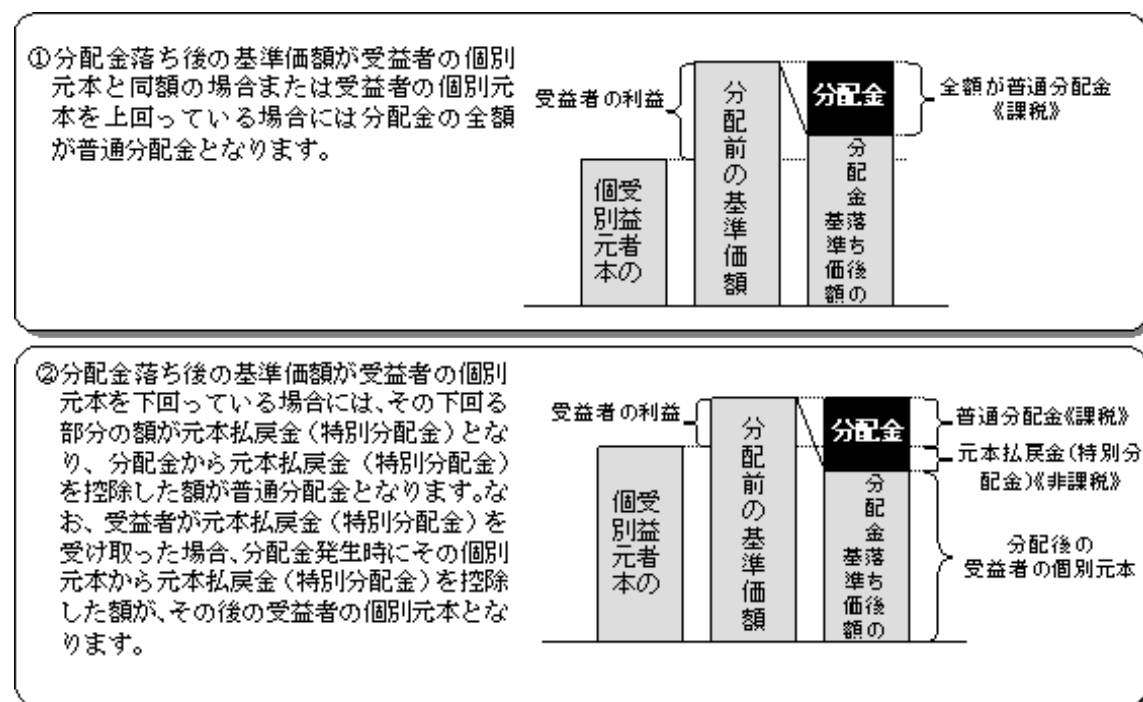 ①分配金落ち後の基準価額が受益者の個別
元本と同額の場合または受益者の個別元
本を上回っている場合には分配金の全額
が普通分配金となります。
受益者の利益
個別元本
受益者の
分配前の基準価額
分配金
分配金落ち後の
基準価額
全額が普通分配金
《課税》
②分配金落ち後の基準価額が受益者の個別
元本を下回っている場合には、その下回る
部分の額が元本払戻金（特別分配金）とな
り、分配金から元本払戻金（特別分配金）
を控除した額が普通分配金となります。な
お、受益者が元本払戻金（特別分配金）を
受け取った場合、分配金発生時にその個別
元本から元本払戻金（特別分配金）を控除
した額が、その後の受益者の個別元本とな
ります。
受益者の利益
受益者の
個別元本
分配前の基準価額
分配金
分配金落ち後の
基準価額
普通分配金《課税》
元本払戻金(特別分
配金)《非課税》
分配後の
受益者の個別元本